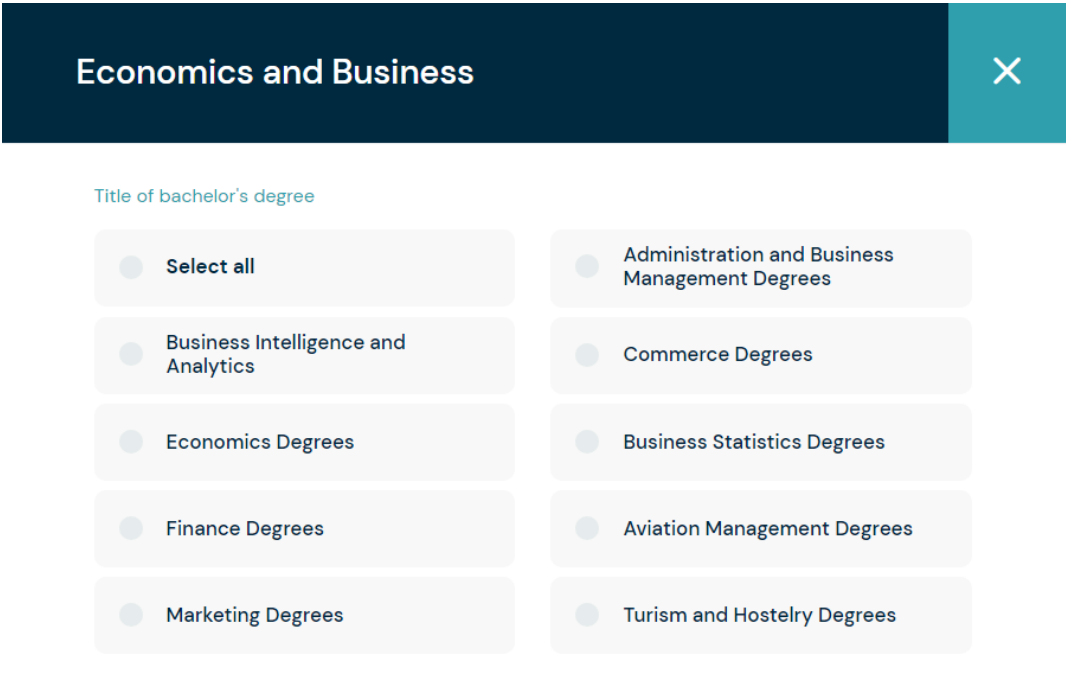 Economics and Business
Title of bachelor's degree
Select all
Administration and Business
Management Degrees
Business Intelligence and
Analytics
Commerce Degrees
Economics Degrees
Business Statistics Degrees
Finance Degrees
Aviation Management Degrees
Marketing Degrees
Turism and Hostelry Degrees